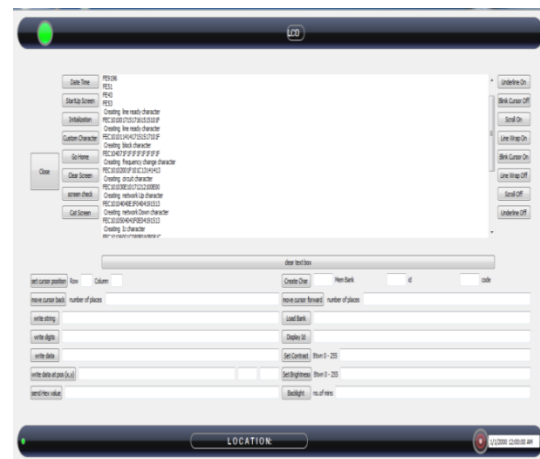 LCD
Date Time
StartUp Screen
Initialization
Custom Character
Go Home
Clear Screen
screen check
Cat Screen
Close
FE51
FE53
Creating line ready character
Creating line ready character
Creating block character
Creating frequency change character
Creating circuit character
Creating network Up character
Creating network Down character
Underline On
Blink Cursor Off
Scroll On
Line Wrap On
Blink Cursor On
Line Wrap Off
Scroll Off
Underline Off
clear text box
set cursor position Row Column
Create Char Mem Bank id code
move cursor back number of places
move cursor forward number of places
write string
Load Bank
write digits
Display Id
write data
Set Contrast Btwn 0 - 255
write data at pos (x,y)
Set Brightness Btwn 0 - 255
send Hex value
Backlight no.of mins
LOCATION:
1/1/2000 12:00:00 AM